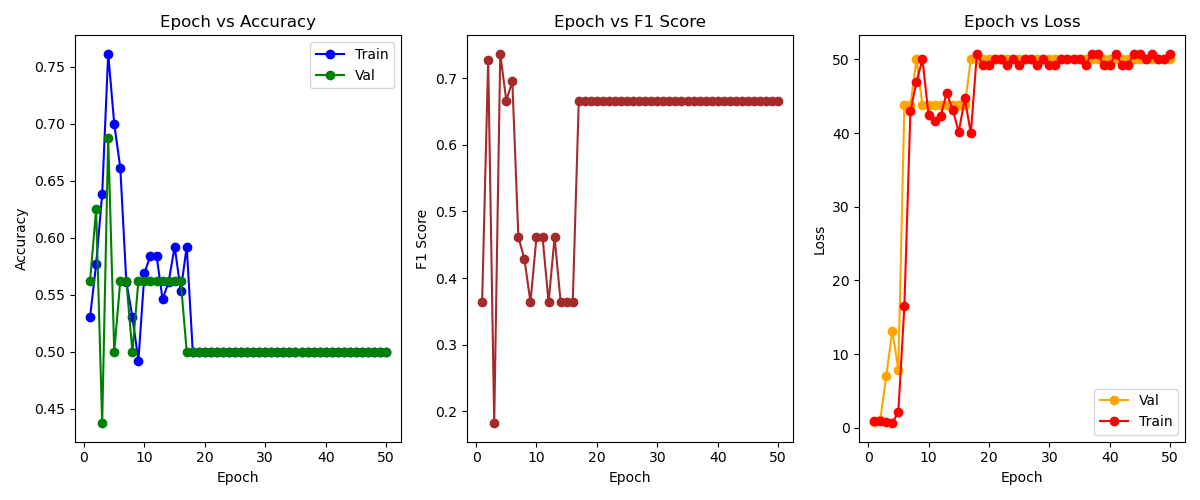 Epoch vs Accuracy
Accuracy
0.75
0.70
0.65
0.60
0.55
0.50
0.45
Train
Val
0 10 20 30 40 50
Epoch
Epoch vs F1 Score
F1 Score
0.7
0.6
0.5
0.4
0.3
0.2
0 10 20 30 40 50
Epoch
Epoch vs Loss
Loss
50
40
30
20
10
0
Val
Train
0 10 20 30 40 50
Epoch